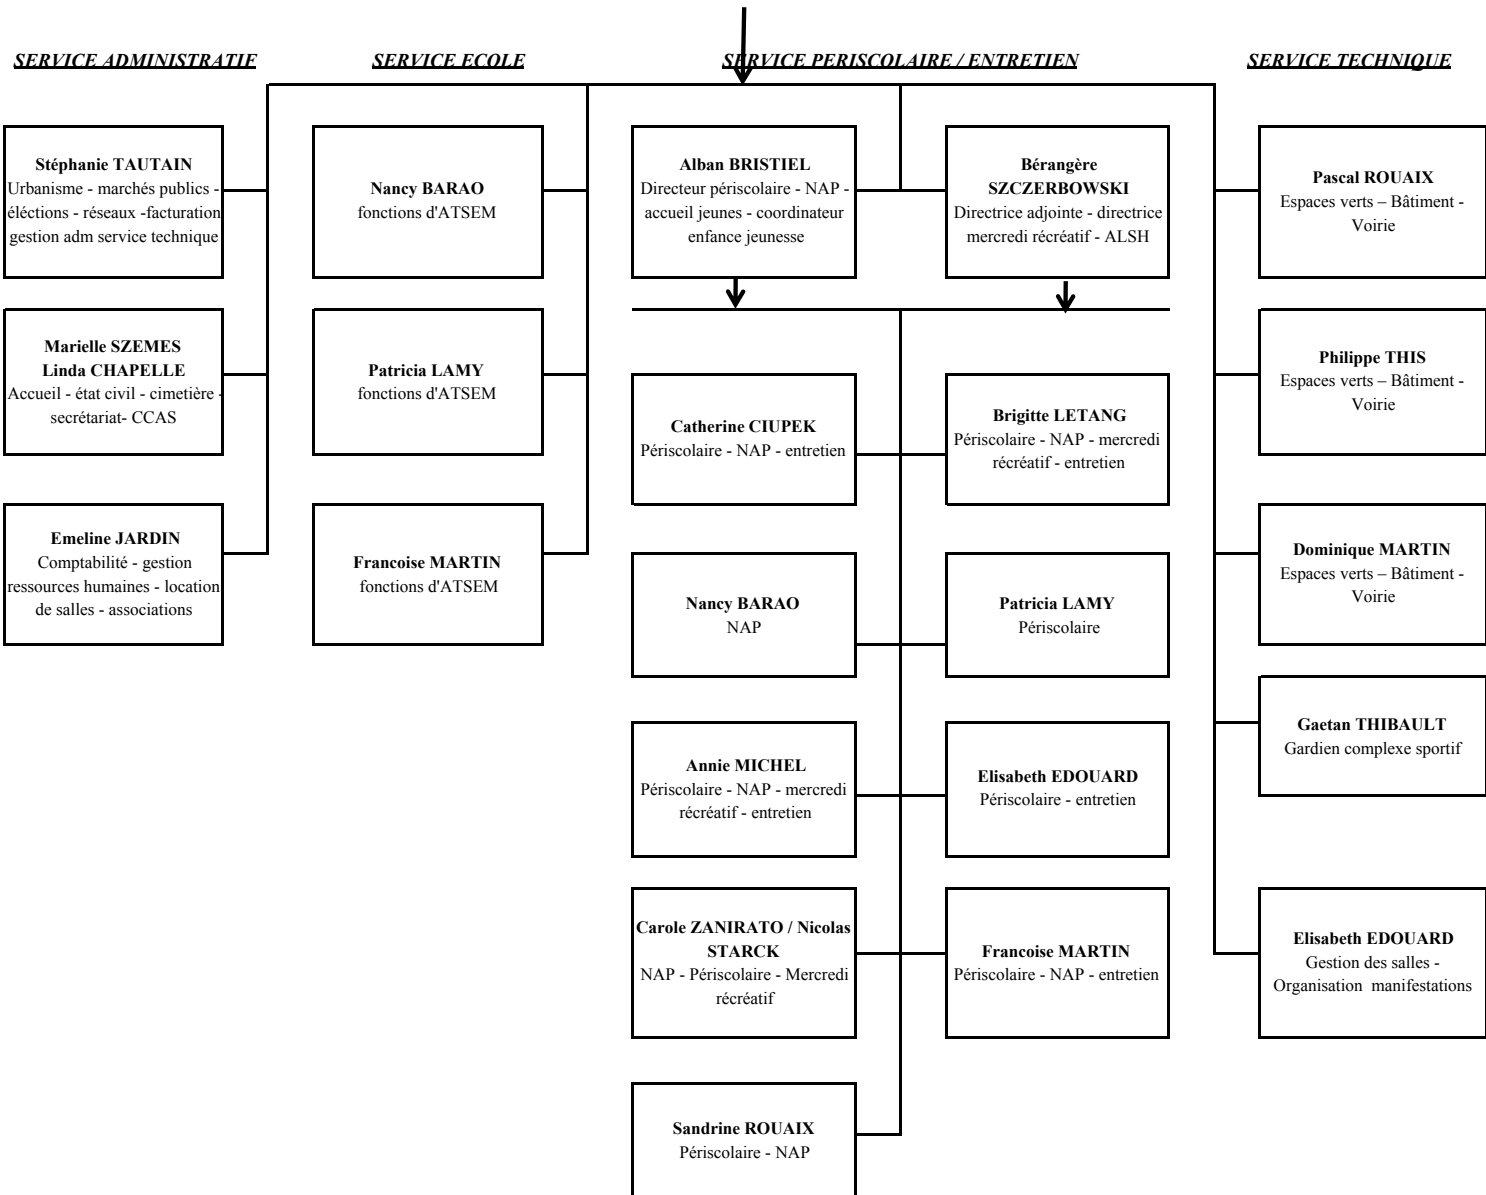 SERVICE ADMINISTRATIF
SERVICE ECOLE
SERVICE PERISCOLAIRE / ENTRETIEN
SERVICE TECHNIQUE
Stéphanie TAUTAIN
Urbanisme - marchés publics -
éléctions - réseaux -facturation
gestion adm service technique
Nancy BARAO
fonctions d'ATSEM
Alban BRISTIEL
Directeur périscolaire - NAP -
accueil jeunes - coordinateur
enfance jeunesse
Bérangère
SZCZERBOWSKI
Directrice adjointe - directrice
mercredi récréatif - ALSH
Pascal ROUAIX
Espaces verts – Bâtiment -
Voirie
Marielle SZEMES
Linda CHAPELLE
Accueil - état civil - cimetière -
secrétariat- CCAS
Patricia LAMY
fonctions d'ATSEM
Philippe THIS
Espaces verts – Bâtiment -
Voirie
Catherine CIUPEK
Périscolaire - NAP - entretien
Brigitte LETANG
Périscolaire - NAP - mercredi
récréatif - entretien
Emeline JARDIN
Comptabilité - gestion
ressources humaines - location
de salles - associations
Francoise MARTIN
fonctions d'ATSEM
Dominique MARTIN
Espaces verts – Bâtiment -
Voirie
Nancy BARAO
NAP
Patricia LAMY
Périscolaire
Gaetan THIBAULT
Gardien complexe sportif
Annie MICHEL
Périscolaire - NAP - mercredi
récréatif - entretien
Elisabeth EDOUARD
Périscolaire - entretien
Carole ZANIRATO / Nicolas
STARCK
NAP - Périscolaire - Mercredi
récréatif
Francoise MARTIN
Périscolaire - NAP - entretien
Elisabeth EDOUARD
Gestion des salles -
Organisation manifestations
Sandrine ROUAIX
Périscolaire - NAP